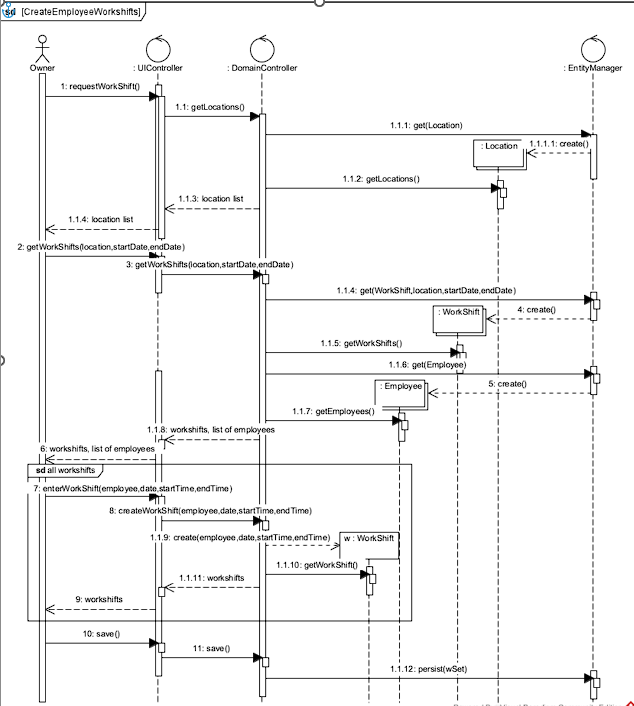 sd [CreateEmployeeWorkshifts]
Owner
: UIController
: DomainController
: EntityManager
1: requestWorkShift()
1.1: getLocations()
1.1.1: get(Location)
: Location
1.1.1.1: create()
1.1.2: getLocations()
1.1.3: location list
1.1.4: location list
2: getWorkShifts(location,startDate,endDate)
3: getWorkShifts(location,startDate,endDate)
1.1.4: get(WorkShift,location,startDate,endDate)
: WorkShift
4: create()
1.1.5: getWorkShifts()
1.1.6: get(Employee)
: Employee
5: create()
1.1.7: getEmployees()
1.1.8: workshifts, list of employees
6: workshifts, list of employees
sd all workshifts
7: enterWorkShift(employee,date,startTime,endTime)
8: createWorkShift(employee,date,startTime,endTime)
1.1.9: create(employee,date,startTime,endTime)
w : WorkShift
1.1.10: getWorkShift()
1.1.11: workshifts
9: workshifts
10: save()
11: save()
1.1.12: persist(wSet)